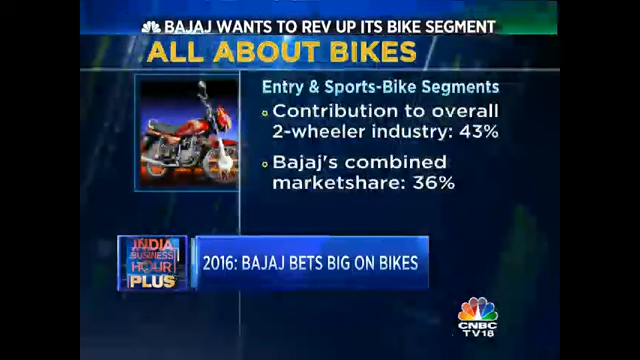 BAJAJ WANTS TO REV UP ITS BIKE SEGMENT
ALL ABOUT BIKES
Entry & Sports-Bike Segments
Contribution to overall
2-wheeler industry: 43%
Bajaj's combined
marketshare: 36%
INDIA
BUSINESS
HOUR
PLUS
2016: BAJAJ BETS BIG ON BIKES
CNBC
TV18